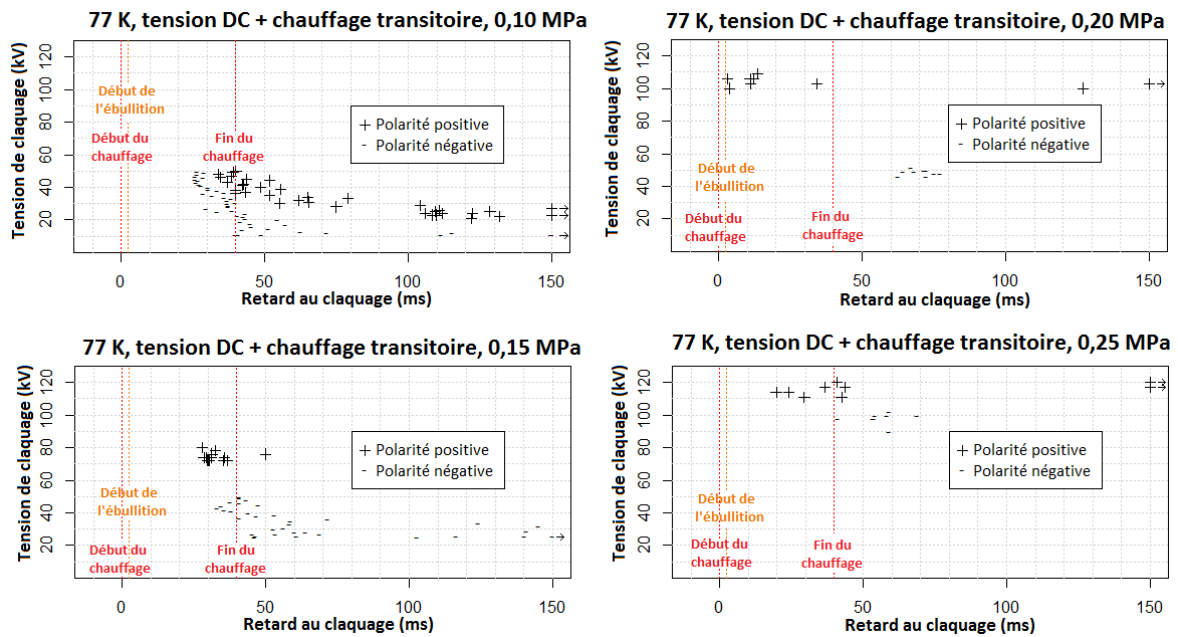 77 K, tension DC + chauffage transitoire, 0,10 MPa
Tension de claquage (kV)
120
100
80
60
40
20
Début de
l'ébullition
Début du
chauffage
Fin du
chauffage
Polarité positive
Polarité négative
0
50
100
150
Retard au claquage (ms)
77 K, tension DC + chauffage transitoire, 0,20 MPa
Tension de claquage (kV)
120
100
80
60
40
20
Polarité positive
Polarité négative
Début de
l'ébullition
Début du
chauffage
Fin du
chauffage
0
50
100
150
Retard au claquage (ms)
77 K, tension DC + chauffage transitoire, 0,15 MPa
Tension de claquage (kV)
120
100
80
60
40
20
Polarité positive
Polarité négative
Début de
l'ébullition
Début du
chauffage
Fin du
chauffage
0
50
100
150
Retard au claquage (ms)
77 K, tension DC + chauffage transitoire, 0,25 MPa
Tension de claquage (kV)
120
100
80
60
40
20
Polarité positive
Polarité négative
Début de
l'ébullition
Début du
chauffage
Fin du
chauffage
0
50
100
150
Retard au claquage (ms)